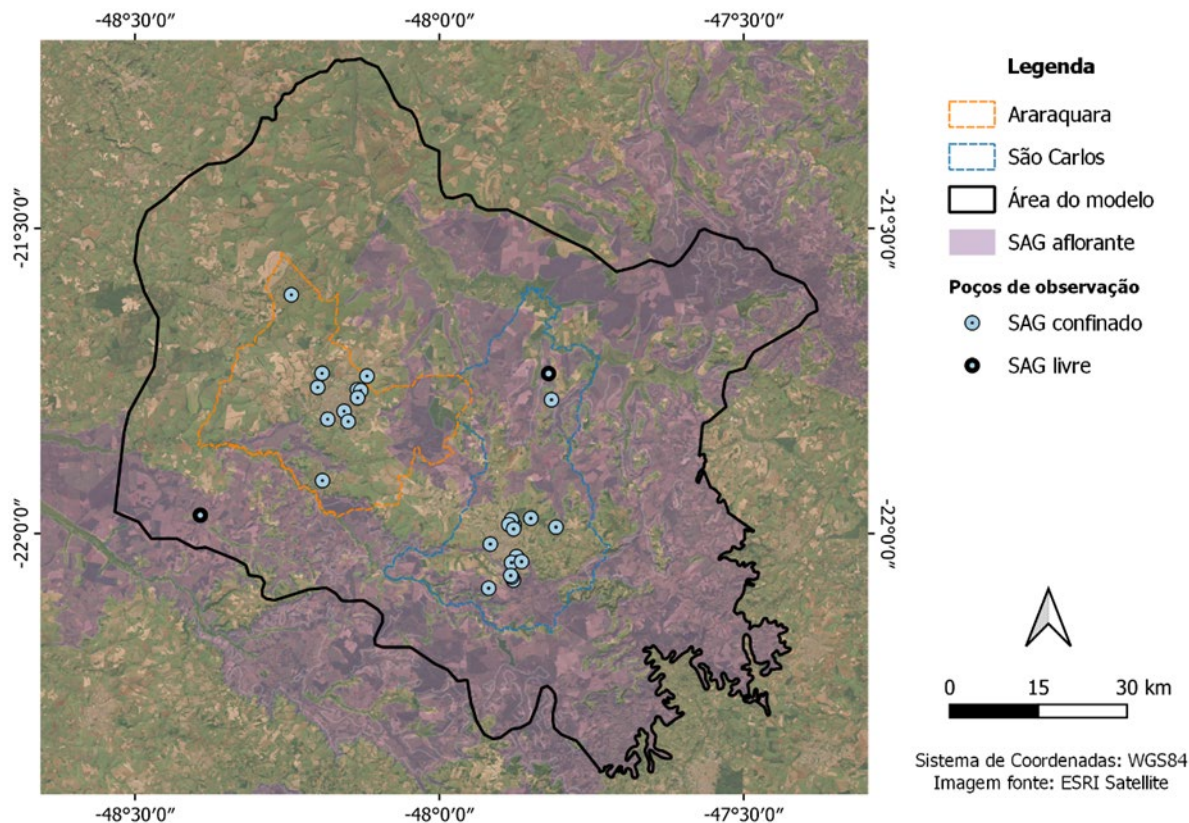 -48°30′0″ -48°0′0″ -47°30′0″
-21°30′0″ -21°30′0″
-22°0′0″ -22°0′0″
-48°30′0″ -48°0′0″ -47°30′0″
Legenda
Araraquara
São Carlos
Área do modelo
SAG aflorante
Poços de observação
SAG confinado
SAG livre
0 15 30 km
Sistema de Coordenadas: WGS84
Imagem fonte: ESRI Satellite